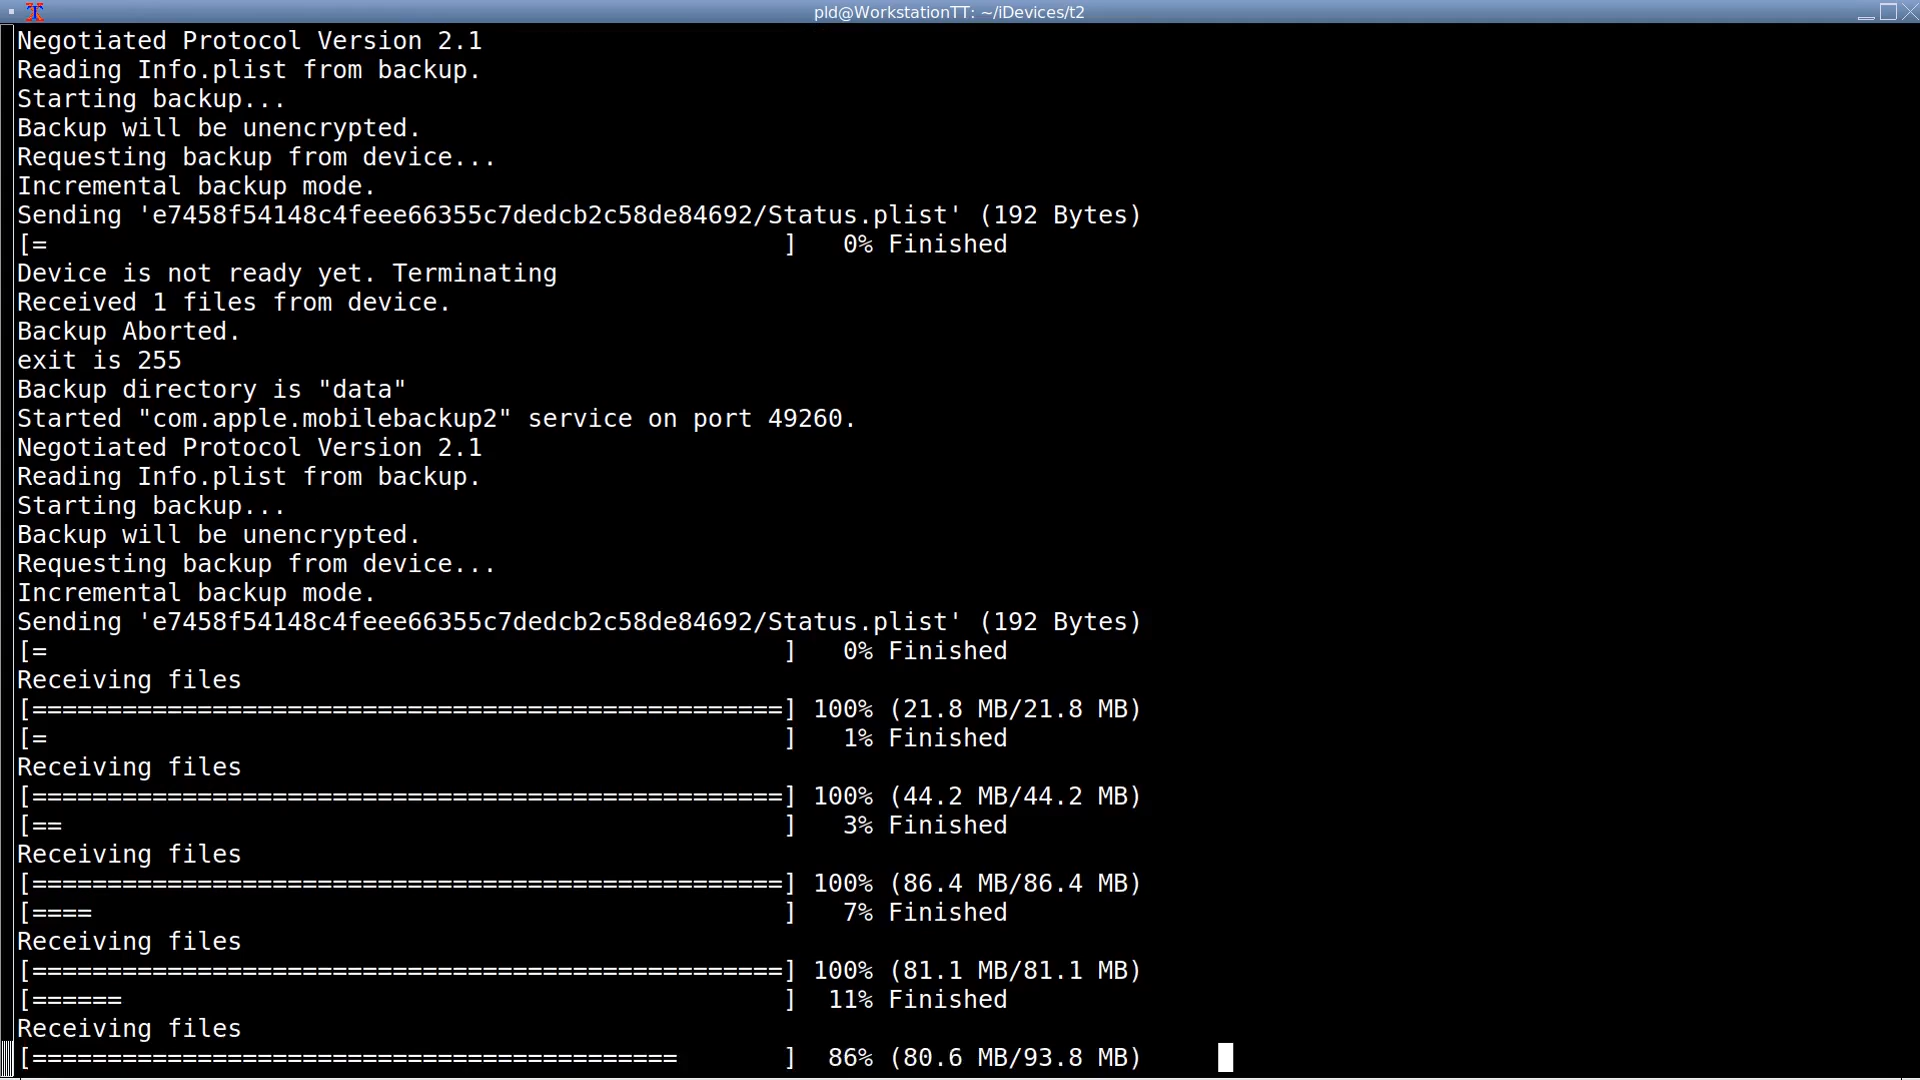 pld@WorkstationTT: ~/iDevices/t2
Negotiated Protocol Version 2.1
Reading Info.plist from backup.
Starting backup...
Backup will be unencrypted.
Requesting backup from device...
Incremental backup mode.
Sending 'e7458f54148c4feee66355c7dedcb2c58de84692/Status.plist' (192 Bytes)
[=                                                 ]   0% Finished
Device is not ready yet. Terminating
Received 1 files from device.
Backup Aborted.
exit is 255
Backup directory is "data"
Started "com.apple.mobilebackup2" service on port 49260.
Negotiated Protocol Version 2.1
Reading Info.plist from backup.
Starting backup...
Backup will be unencrypted.
Requesting backup from device...
Incremental backup mode.
Sending 'e7458f54148c4feee66355c7dedcb2c58de84692/Status.plist' (192 Bytes)
[=                                                 ]   0% Finished
Receiving files
[==================================================] 100% (21.8 MB/21.8 MB)
[=                                                 ]   1% Finished
Receiving files
[==================================================] 100% (44.2 MB/44.2 MB)
[==                                                ]   3% Finished
Receiving files
[==================================================] 100% (86.4 MB/86.4 MB)
[====                                              ]   7% Finished
Receiving files
[==================================================] 100% (81.1 MB/81.1 MB)
[======                                            ]  11% Finished
Receiving files
[===========================================       ]  86% (80.6 MB/93.8 MB)